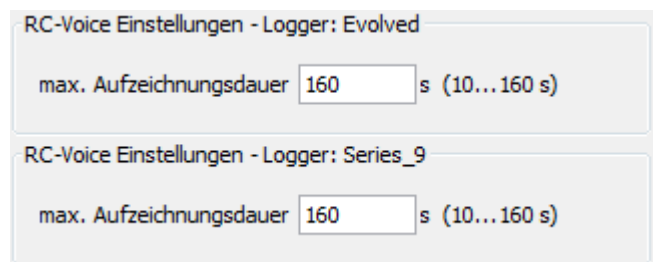 RC-Voice Einstellungen - Logger: Evolved
max. Aufzeichnungsdauer 160 s (10...160 s)
RC-Voice Einstellungen - Logger: Series_9
max. Aufzeichnungsdauer 160 s (10...160 s)